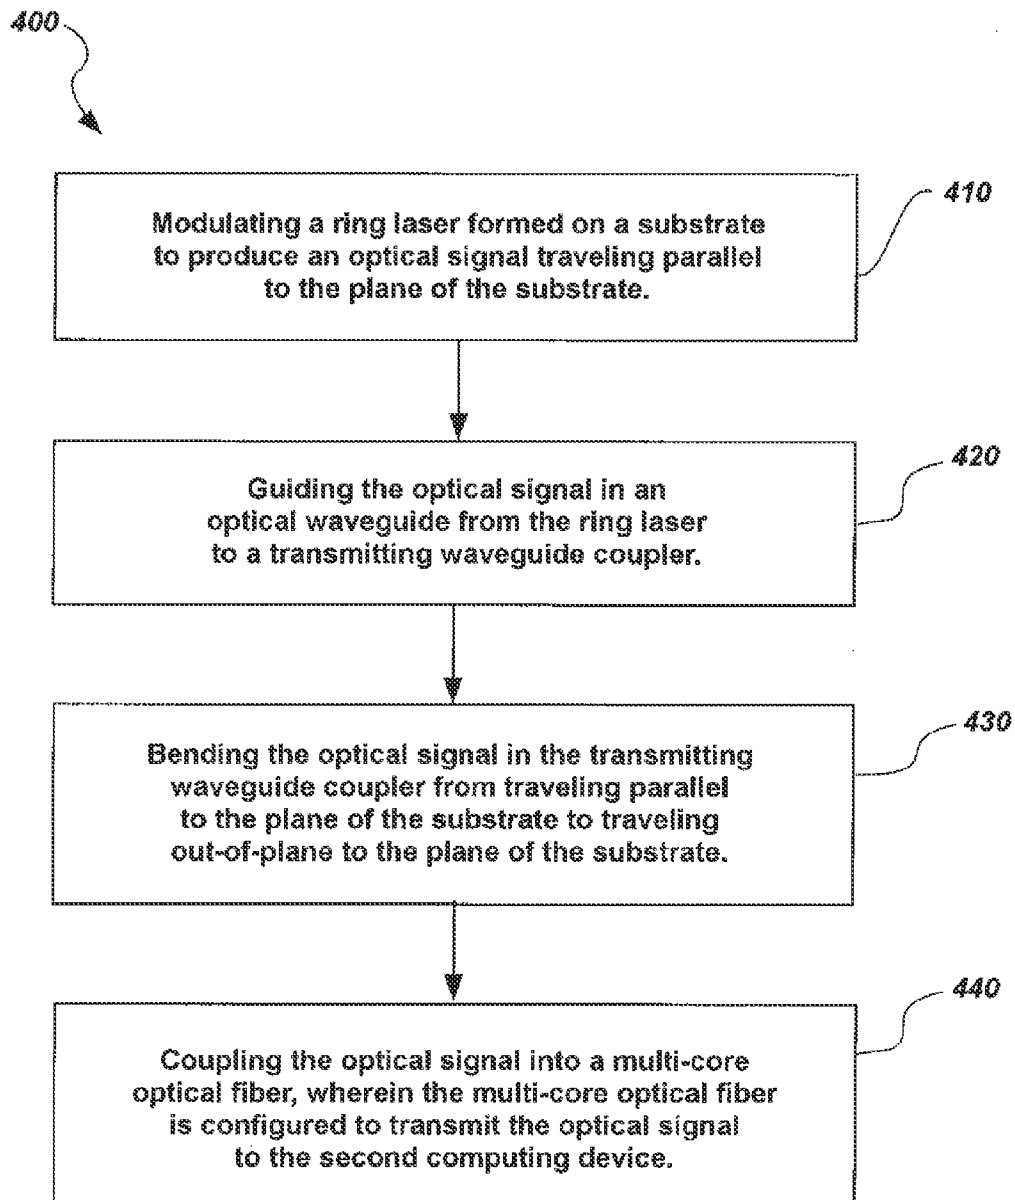 400
Modulating a ring laser formed on a substrate
to produce an optical signal traveling parallel
to the plane of the substrate.
410
Guiding the optical signal in an
optical waveguide from the ring laser
to a transmitting waveguide coupler.
420
Bending the optical signal in the transmitting
waveguide coupler from traveling parallel
to the plane of the substrate to traveling
out-of-plane to the plane of the substrate.
430
Coupling the optical signal into a multi-core
optical fiber, wherein the multi-core optical fiber
is configured to transmit the optical signal
to the second computing device.
440